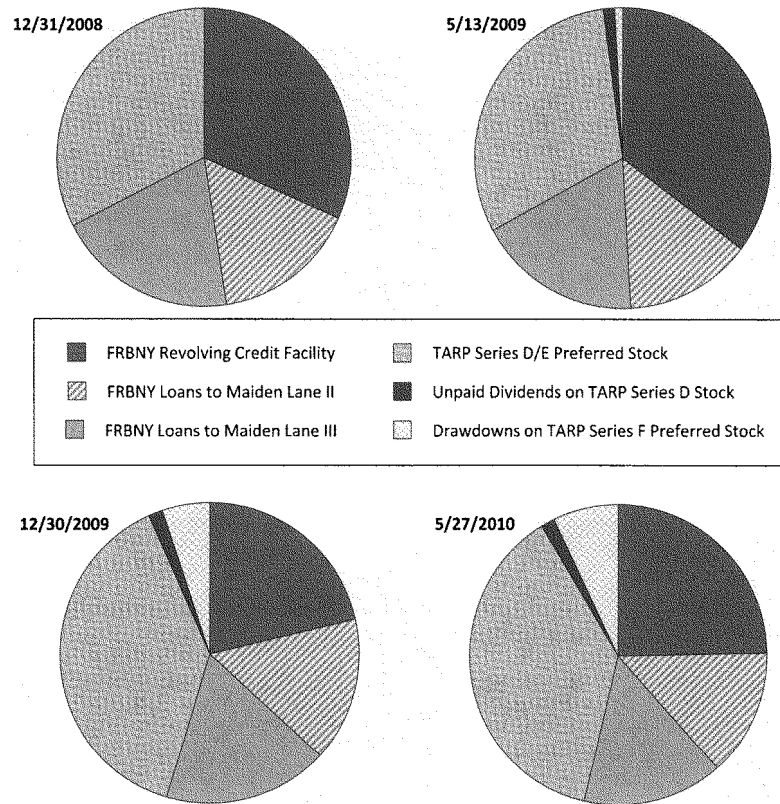 12/31/2008
5/13/2009
FRBNY Revolving Credit Facility
TARP Series D/E Preferred Stock
FRBNY Loans to Maiden Lane II
Unpaid Dividends on TARP Series D Stock
FRBNY Loans to Maiden Lane III
Drawdowns on TARP Series F Preferred Stock
12/30/2009
5/27/2010